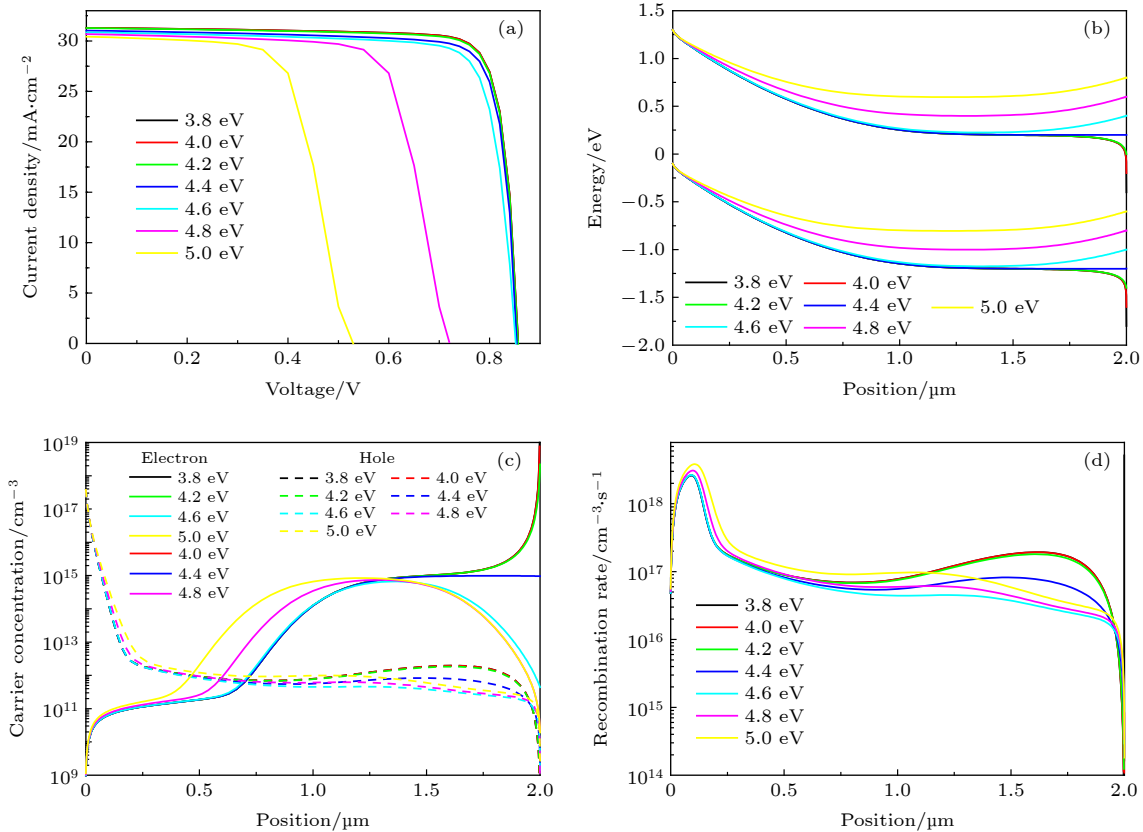 (a)
30
25
20
15
10
5
0
0
0.2
0.4
0.6
0.8
Current density/mA·cm⁻²
Voltage/V
3.8 eV
4.0 eV
4.2 eV
4.4 eV
4.6 eV
4.8 eV
5.0 eV
(b)
1.5
1.0
0.5
0
−0.5
−1.0
−1.5
−2.0
0
0.5
1.0
1.5
2.0
Energy/eV
Position/μm
3.8 eV 4.0 eV
4.2 eV 4.4 eV 5.0 eV
4.6 eV 4.8 eV
(c)
10¹⁹
10¹⁷
10¹⁵
10¹³
10¹¹
10⁹
0
0.5
1.0
1.5
2.0
Carrier concentration/cm⁻³
Position/μm
Electron
3.8 eV
4.2 eV
4.6 eV
5.0 eV
4.0 eV
4.4 eV
4.8 eV
Hole
3.8 eV 4.0 eV
4.2 eV 4.4 eV
4.6 eV 4.8 eV
5.0 eV
(d)
10¹⁸
10¹⁷
10¹⁶
10¹⁵
10¹⁴
0
0.5
1.0
1.5
2.0
Recombination rate/cm⁻³·s⁻¹
Position/μm
3.8 eV
4.0 eV
4.2 eV
4.4 eV
4.6 eV
4.8 eV
5.0 eV